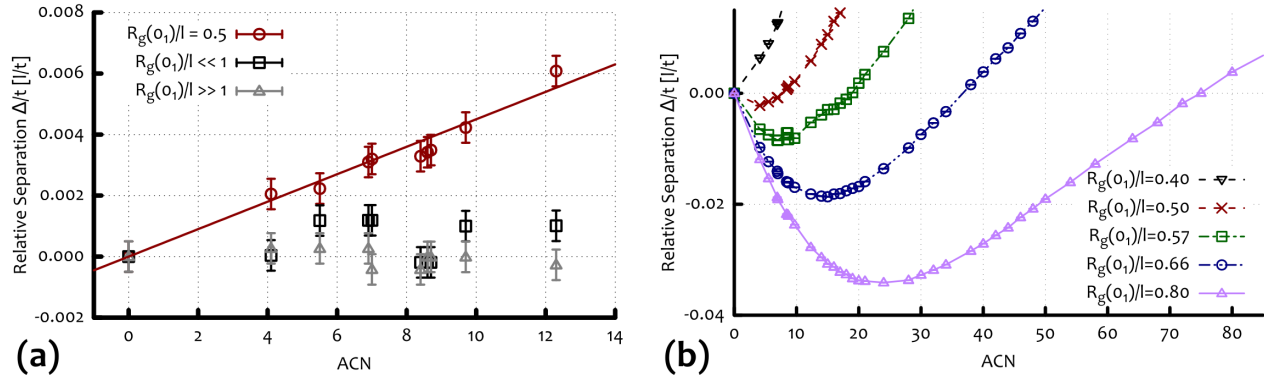 0.008
0.006
0.004
0.002
0.000
-0.002
Relative Separation Δ/t [l/t]
Rg(01)/l = 0.5
Rg(01)/l << 1
Rg(01)/l >> 1
0 2 4 6 8 10 12 14
ACN
(a)
0.00
-0.02
-0.04
Relative Separation Δ/t [l/t]
Rg(01)/l=0.40
Rg(01)/l=0.50
Rg(01)/l=0.57
Rg(01)/l=0.66
Rg(01)/l=0.80
0 10 20 30 40 50 60 70 80
ACN
(b)